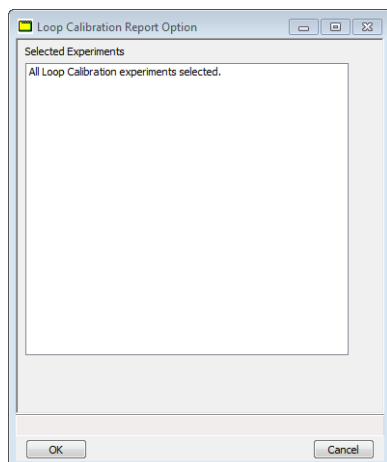 Loop Calibration Report Option
Selected Experiments
All Loop Calibration experiments selected.
OK
Cancel